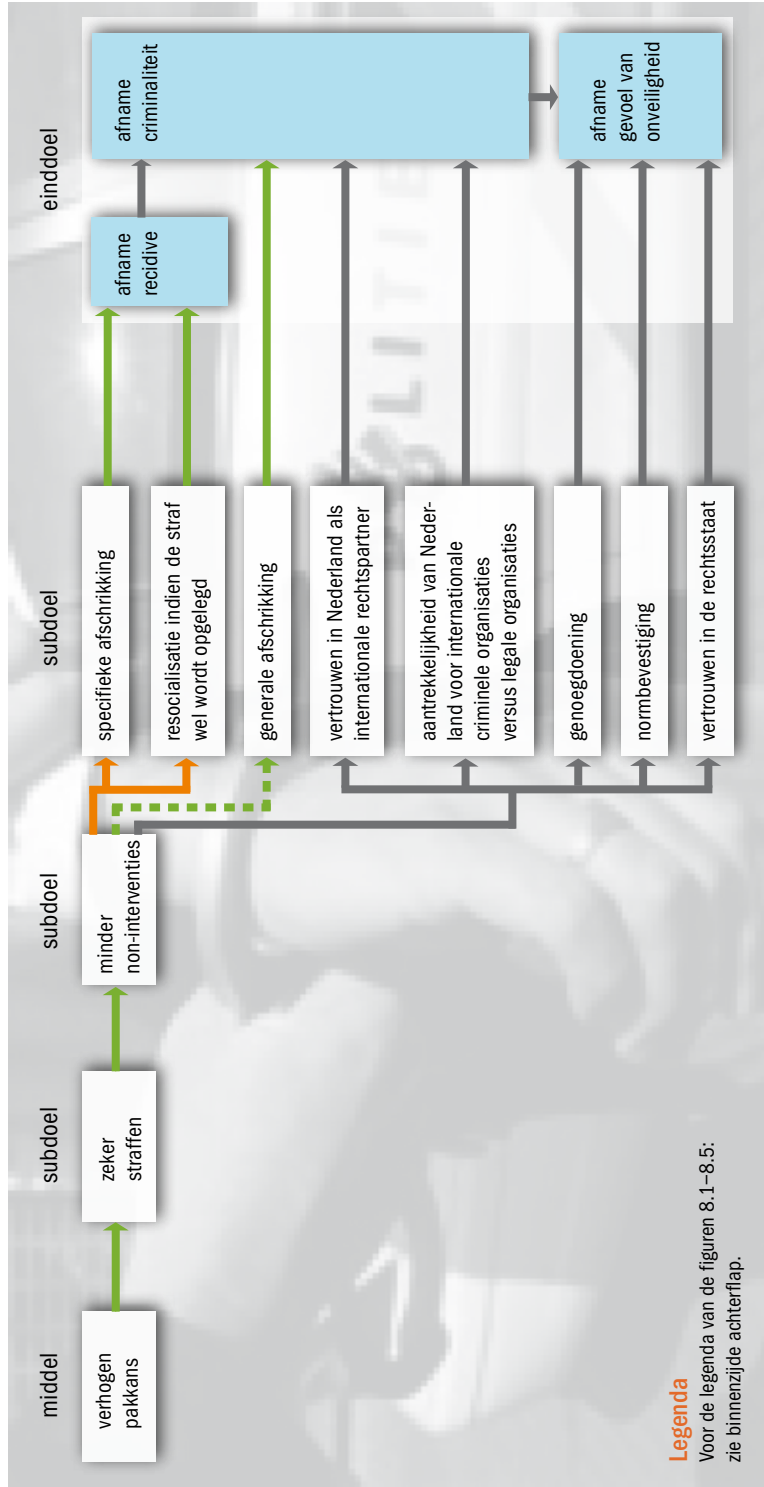 middel
subdoel
subdoel
subdoel
einddoel
verhogen
pakkans
zeker
straffen
minder
non-interventies
specifieke afschrikking
resocialisatie indien de straf
wel wordt opgelegd
generale afschrikking
vertrouwen in Nederland als
internationale rechtspartner
aantrekkelijkheid van Neder-
land voor internationale
criminele organisaties
versus legale organisaties
genoegdoening
normbevestiging
vertrouwen in de rechtsstaat
afname
recidive
afname
criminaliteit
afname
gevoel van
onveiligheid
LITIE
Legenda
Voor de legenda van de figuren 8.1–8.5:
zie binnenzijde achterflap.